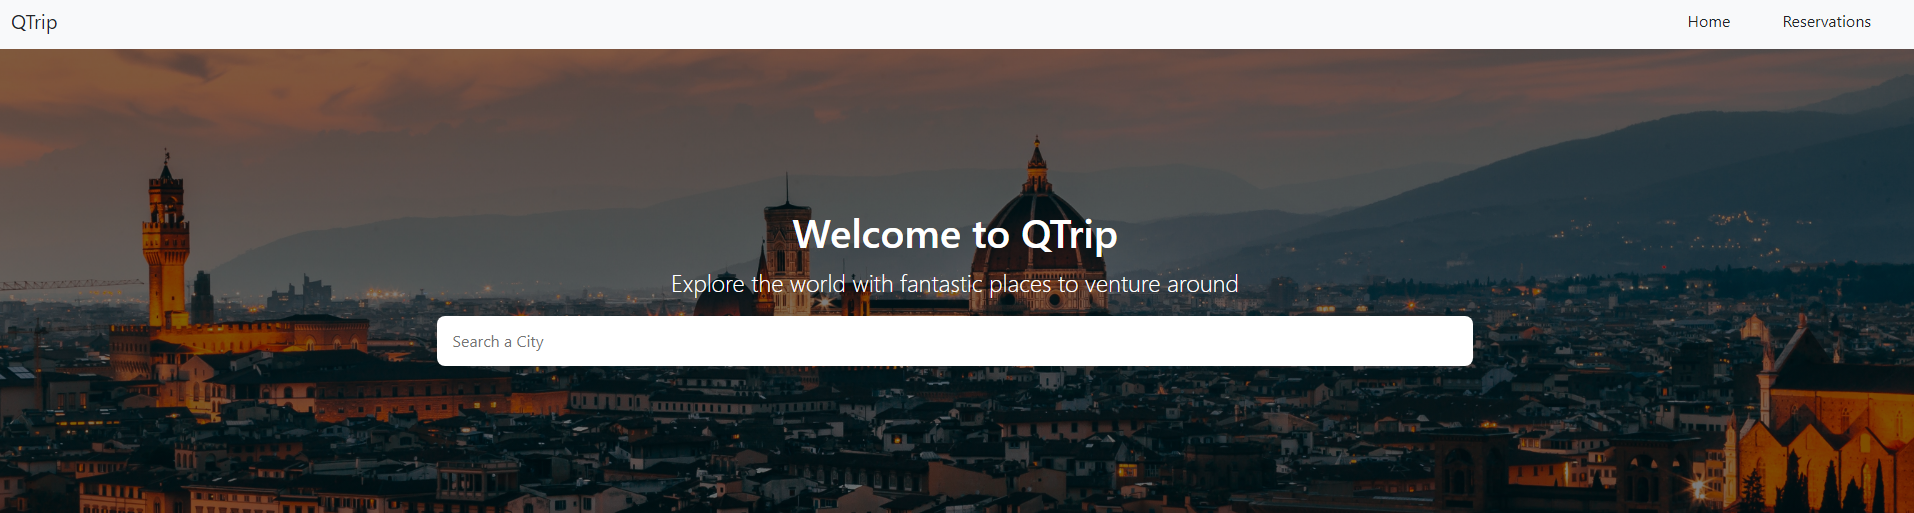 QTrip
Home
Reservations
Welcome to QTrip
Explore the world with fantastic places to venture around
Search a City